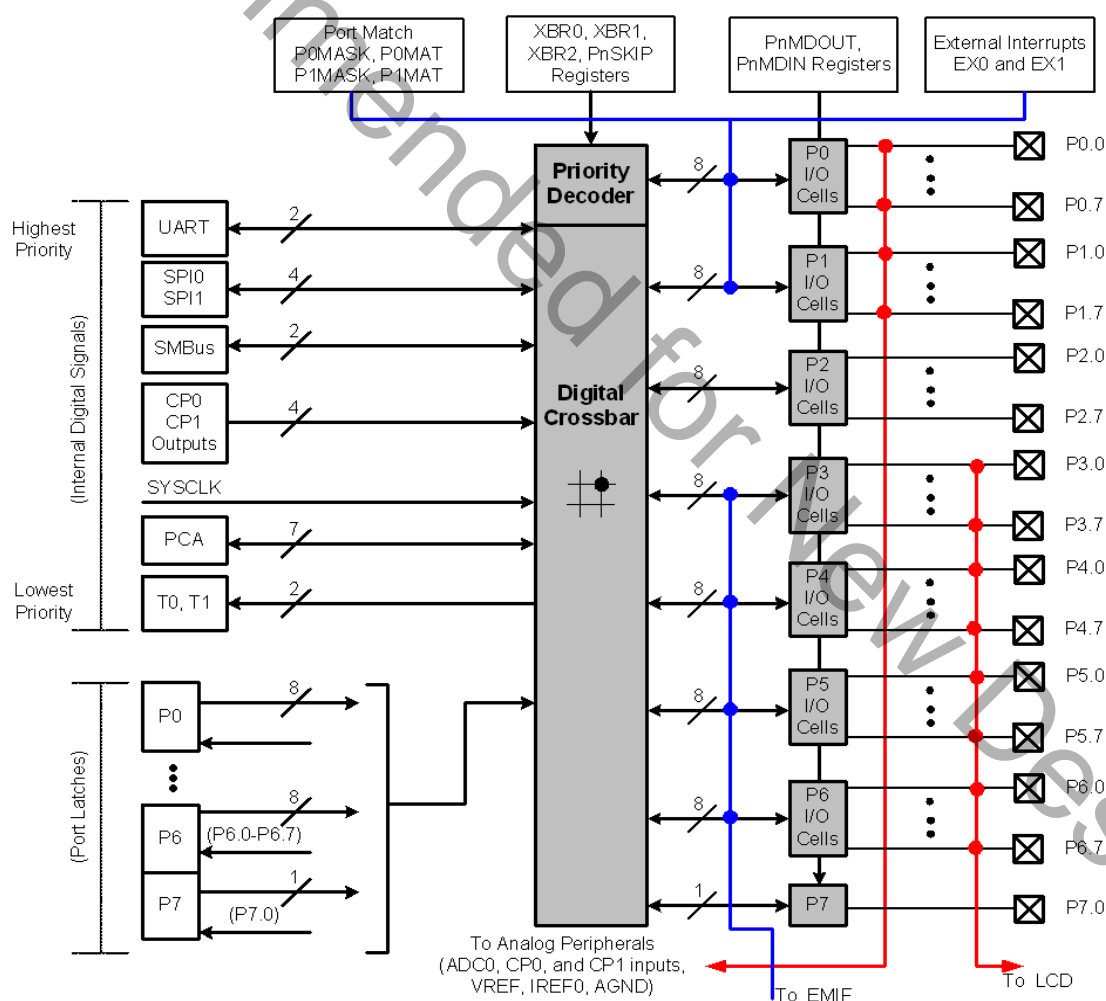 Port Match
P0MASK, P0MAT
P1MASK, P1MAT
XBR0, XBR1,
XBR2, PnSKIP
Registers
PnMDOUT,
PnMDIN Registers
External Interrupts
EX0 and EX1
Highest
Priority
(Internal Digital Signals)
Lowest
Priority
UART
2
SPI0
SPI1
4
SMBus
2
CP0
CP1
Outputs
4
SYSCLK
PCA
7
T0, T1
2
(Port Latches)
P0
8
P6
8
(P6.0-P6.7)
P7
1
(P7.0)
Priority
Decoder
Digital
Crossbar
8
P0
I/O
Cells
P0.0
P0.7
8
P1
I/O
Cells
P1.0
P1.7
8
P2
I/O
Cells
P2.0
P2.7
8
P3
I/O
Cells
P3.0
P3.7
8
P4
I/O
Cells
P4.0
P4.7
8
P5
I/O
Cells
P5.0
P5.7
8
P6
I/O
Cells
P6.0
P6.7
1
P7
P7.0
To Analog Peripherals
(ADC0, CP0, and CP1 inputs,
VREF, IREF0, AGND)
To EMIF
To LCD
for New